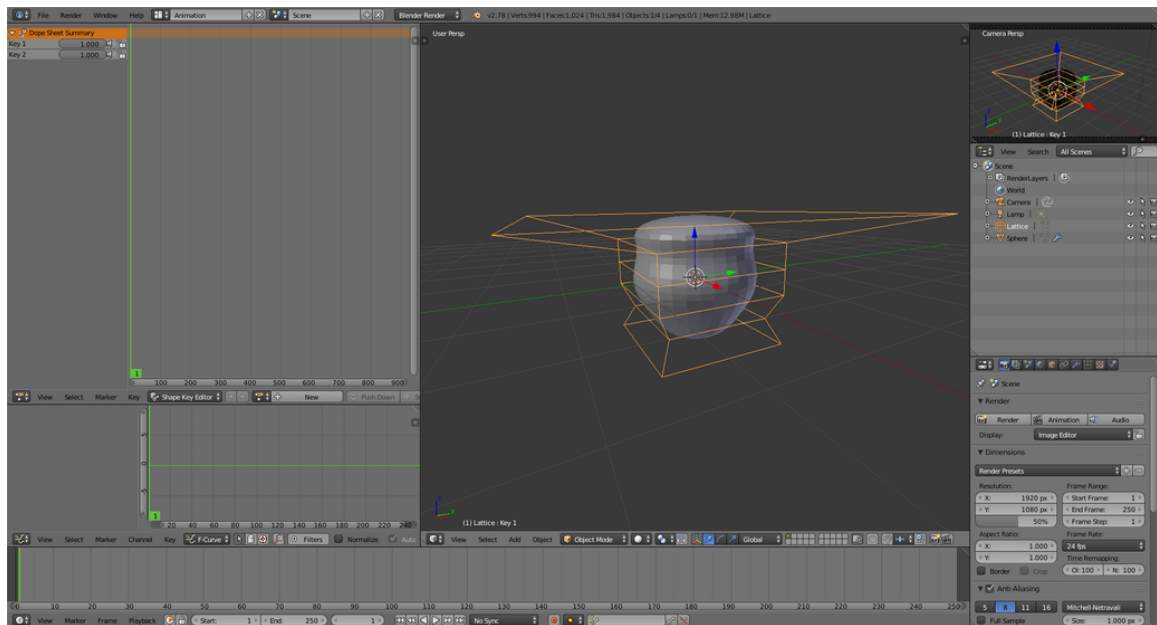 File Render Window Help Animation Scene Blender Render v2.78 | Verts:994 | Faces:1,024 | Tris:1,984 | Objects:1/4 | Lamps:0/1 | Mem:12.98M | Lattice
Dope Sheet Summary
Key 1 1.000
Key 2 1.000
100 200 300 400 500 600 700 800 900
1
View Select Marker Key Shape Key Editor New Push Down
5
0
-5
1
20 40 60 80 100 120 140 160 180 200 220 240
View Select Marker Channel Key F-Curve Filters Normalize Auto
User Persp
(1) Lattice : Key 1
View Select Add Object Object Mode Global
Camera Persp
(1) Lattice : Key 1
View Search All Scenes
Scene
RenderLayers
World
Camera
Lamp
Lattice
Sphere
Scene
Render
Render Animation Audio
Display: Image Editor
Dimensions
Render Presets
Resolution: Frame Range:
X: 1920 px Start Frame: 1
Y: 1080 px End Frame: 250
50% Frame Step: 1
Aspect Ratio: Frame Rate:
X: 1.000 24 fps
Y: 1.000 Time Remapping:
Border Crop Ol: 100 N: 100
Anti-Aliasing
5 8 11 16 Mitchell-Netravali
Full Sample Size: 1.000 px
0 10 20 30 40 50 60 70 80 90 100 110 120 130 140 150 160 170 180 190 200 210 220 230 240 250
View Marker Frame Playback Start: 1 End: 250 1 No Sync